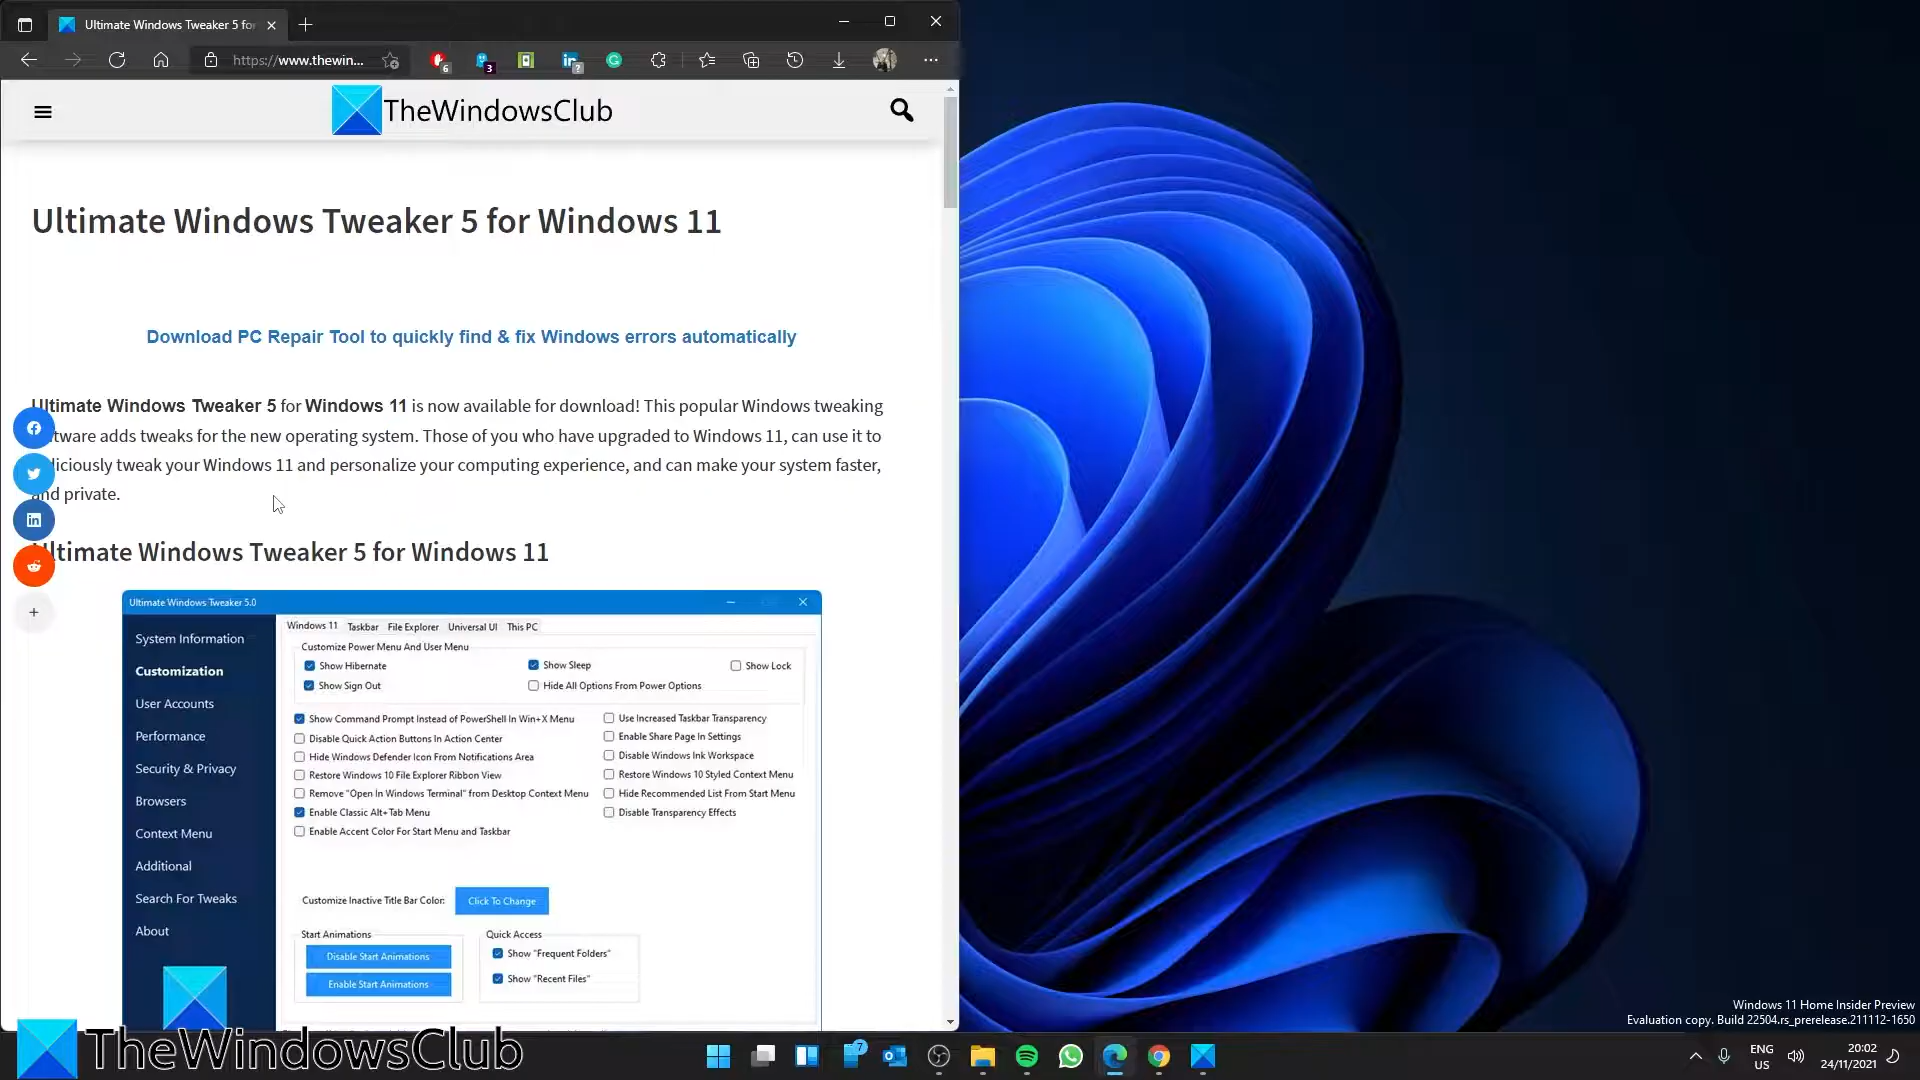 Ultimate Windows Tweaker 5 for
https://www.thewin...
6
3
?
TheWindowsClub
Ultimate Windows Tweaker 5 for Windows 11
Download PC Repair Tool to quickly find & fix Windows errors automatically
Ultimate Windows Tweaker 5 for Windows 11 is now available for download! This popular Windows tweaking
tware adds tweaks for the new operating system. Those of you who have upgraded to Windows 11, can use it to
diciously tweak your Windows 11 and personalize your computing experience, and can make your system faster,
and private.
Ultimate Windows Tweaker 5 for Windows 11
Ultimate Windows Tweaker 5.0
System Information
Customization
User Accounts
Performance
Security & Privacy
Browsers
Context Menu
Additional
Search For Tweaks
About
Windows 11 Taskbar File Explorer Universal UI This PC
Customize Power Menu And User Menu
Show Hibernate Show Sleep Show Lock
Show Sign Out Hide All Options From Power Options
Show Command Prompt Instead of PowerShell In Win+X Menu Use Increased Taskbar Transparency
Disable Quick Action Buttons In Action Center Enable Share Page In Settings
Hide Windows Defender Icon From Notifications Area Disable Windows Ink Workspace
Restore Windows 10 File Explorer Ribbon View Restore Windows 10 Styled Context Menu
Remove "Open In Windows Terminal" from Desktop Context Menu Hide Recommended List From Start Menu
Enable Classic Alt+Tab Menu Disable Transparency Effects
Enable Accent Color For Start Menu and Taskbar
Customize Inactive Title Bar Color: Click To Change
Start Animations Quick Access
Disable Start Animations Show "Frequent Folders"
Enable Start Animations Show "Recent Files"
Windows 11 Home Insider Preview
Evaluation copy. Build 22504.rs_prerelease.211112-1650
TheWindowsClub
7
ENG
US
20:02
24/11/2021